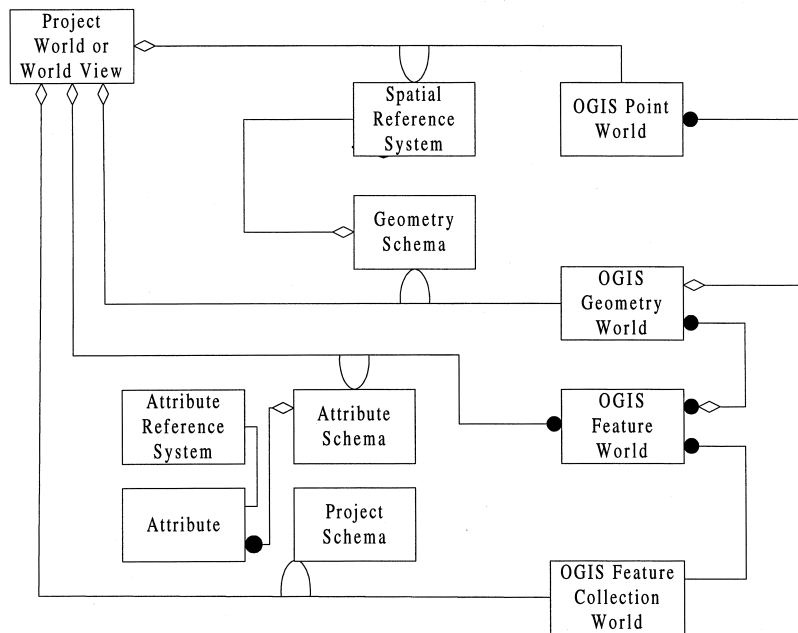 Project
World or
World View
Spatial
Reference
System
OGIS Point
World
Geometry
Schema
OGIS
Geometry
World
Attribute
Reference
System
Attribute
Schema
OGIS
Feature
World
Attribute
Project
Schema
OGIS Feature
Collection
World